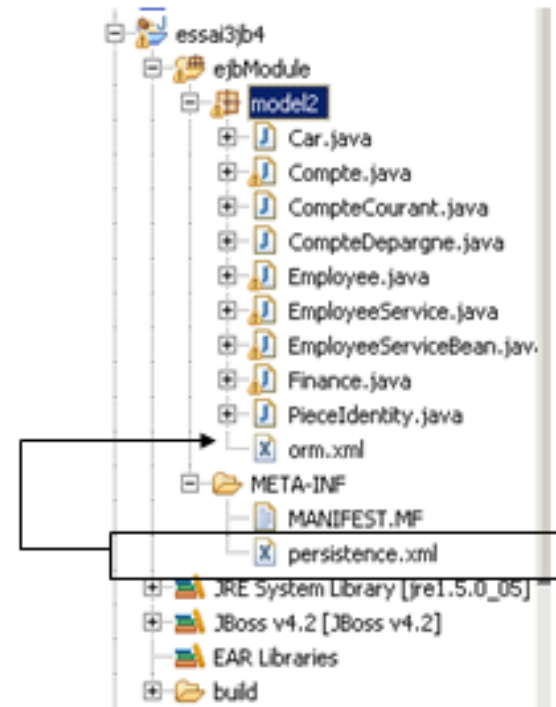 essai3jb4
ejbModule
model2
Car.java
Compte.java
CompteCourant.java
CompteDepargne.java
Employee.java
EmployeeService.java
EmployeeServiceBean.jav
Finance.java
PieceIdentity.java
orm.xml
META-INF
MANIFEST.MF
persistence.xml
JRE System Library [jre1.5.0_05]
JBoss v4.2 [JBoss v4.2]
EAR Libraries
build